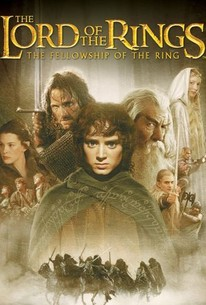 THE
LORD OF THE RINGS
THE FELLOWSHIP OF THE RING